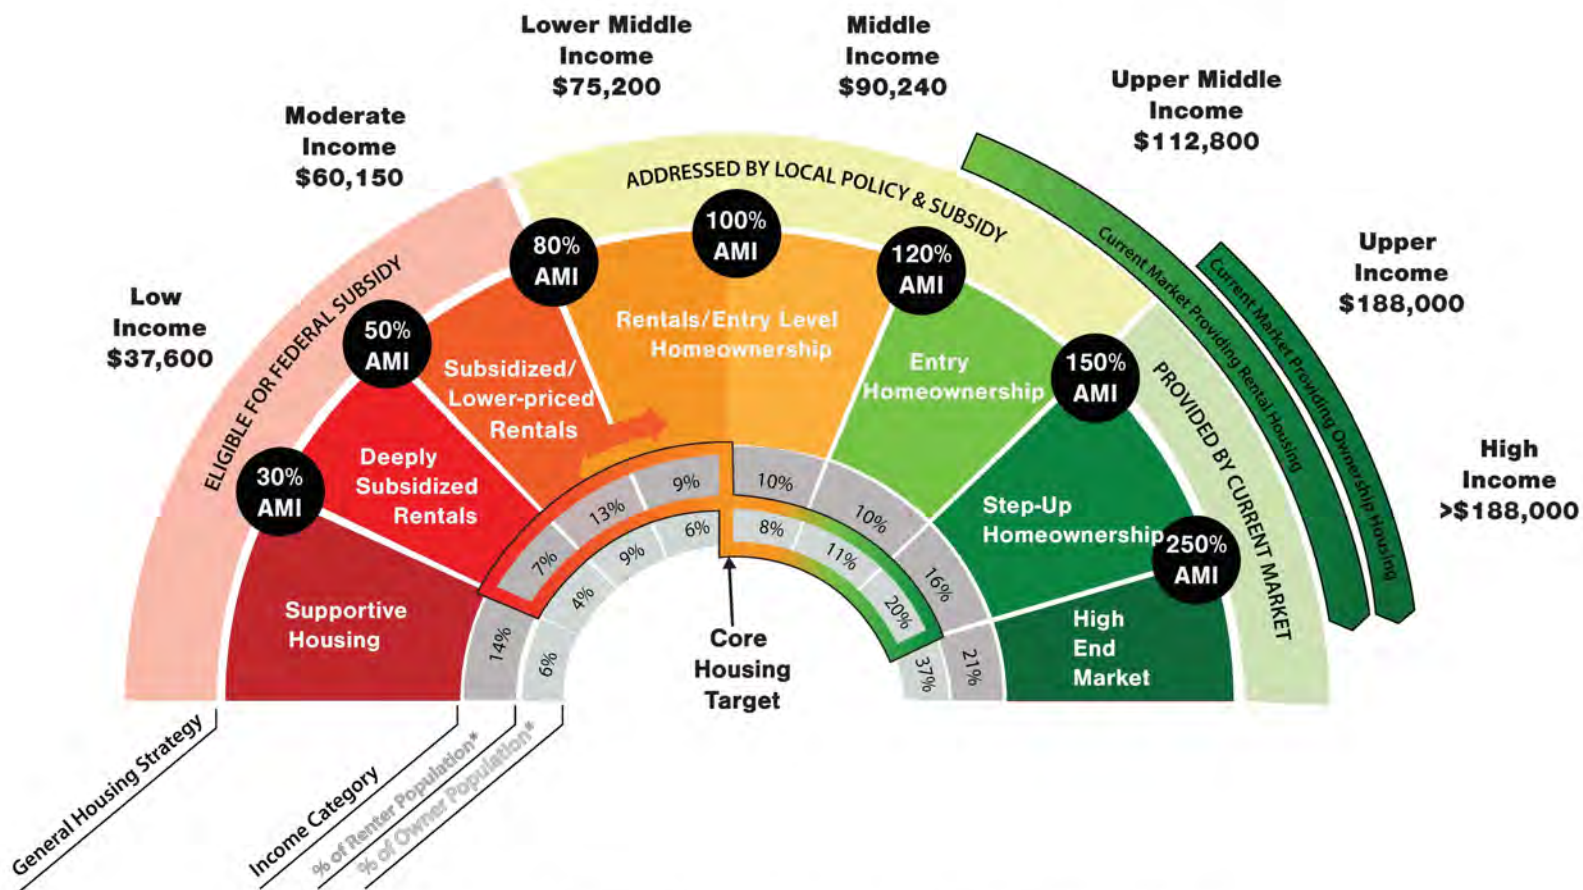 Lower Middle
Income
$75,200
Middle
Income
$90,240
Upper Middle
Income
$112,800
Moderate
Income
$60,150
Upper
Income
$188,000
Low
Income
$37,600
High
Income
>$188,000
ELIGIBLE FOR FEDERAL SUBSIDY
ADDRESSED BY LOCAL POLICY & SUBSIDY
PROVIDED BY CURRENT MARKET
Current Market Providing Rental Housing
Current Market Providing Ownership Housing
30%
AMI
50%
AMI
80%
AMI
100%
AMI
120%
AMI
150%
AMI
250%
AMI
Supportive
Housing
Deeply
Subsidized
Rentals
Subsidized/
Lower-priced
Rentals
Rentals/Entry Level
Homeownership
Entry
Homeownership
Step-Up
Homeownership
High
End
Market
14%
7%
13%
9%
10%
10%
16%
21%
6%
4%
9%
6%
8%
11%
20%
37%
Core
Housing
Target
General Housing Strategy
Income Category
% of Renter Population*
% of Owner Population*